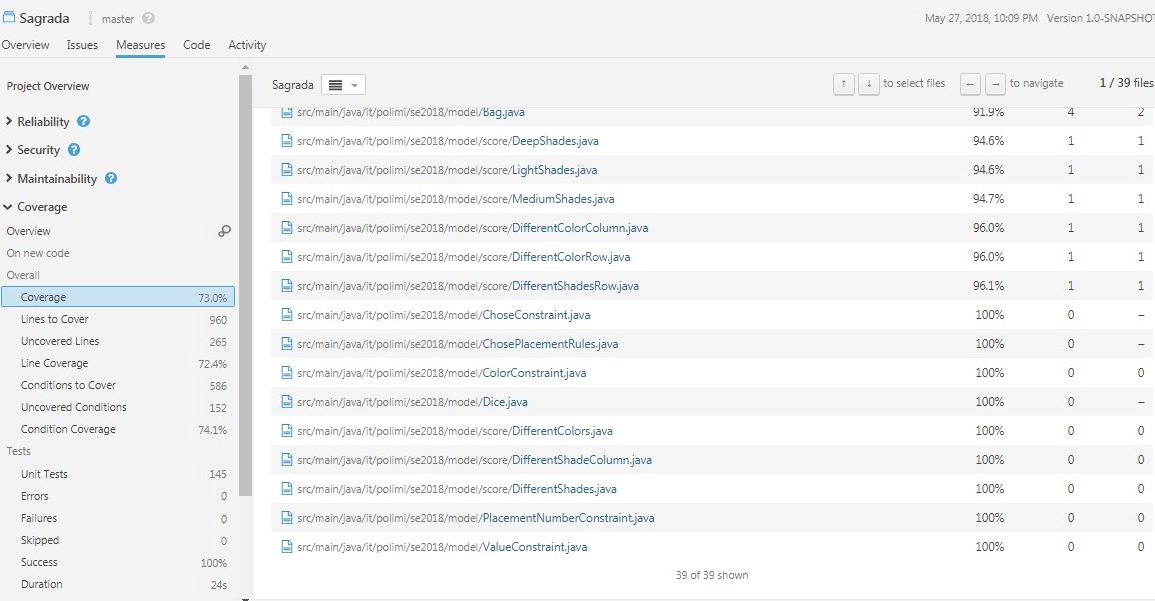 Sagrada master ? May 27, 2018, 10:09 PM Version 1.0-SNAPSHOT
Overview Issues Measures Code Activity
Project Overview
Reliability ?
Security ?
Maintainability ?
Coverage
Overview
On new code
Overall
Coverage 73.0%
Lines to Cover 960
Uncovered Lines 265
Line Coverage 72.4%
Conditions to Cover 586
Uncovered Conditions 152
Condition Coverage 74.1%
Tests
Unit Tests 145
Errors 0
Failures 0
Skipped 0
Success 100%
Duration 24s
Sagrada ↑ ↓ to select files ← → to navigate 1 / 39 files
src/main/java/it/polimi/se2018/model/Bag.java 91.9% 4 2
src/main/java/it/polimi/se2018/model/score/DeepShades.java 94.6% 1 1
src/main/java/it/polimi/se2018/model/score/LightShades.java 94.6% 1 1
src/main/java/it/polimi/se2018/model/score/MediumShades.java 94.7% 1 1
src/main/java/it/polimi/se2018/model/score/DifferentColorColumn.java 96.0% 1 1
src/main/java/it/polimi/se2018/model/score/DifferentColorRow.java 96.0% 1 1
src/main/java/it/polimi/se2018/model/score/DifferentShadesRow.java 96.1% 1 1
src/main/java/it/polimi/se2018/model/ChoseConstraint.java 100% 0 –
src/main/java/it/polimi/se2018/model/ChosePlacementRules.java 100% 0 –
src/main/java/it/polimi/se2018/model/ColorConstraint.java 100% 0 0
src/main/java/it/polimi/se2018/model/Dice.java 100% 0 –
src/main/java/it/polimi/se2018/model/score/DifferentColors.java 100% 0 0
src/main/java/it/polimi/se2018/model/score/DifferentShadeColumn.java 100% 0 0
src/main/java/it/polimi/se2018/model/score/DifferentShades.java 100% 0 0
src/main/java/it/polimi/se2018/model/PlacementNumberConstraint.java 100% 0 0
src/main/java/it/polimi/se2018/model/ValueConstraint.java 100% 0 0
39 of 39 shown